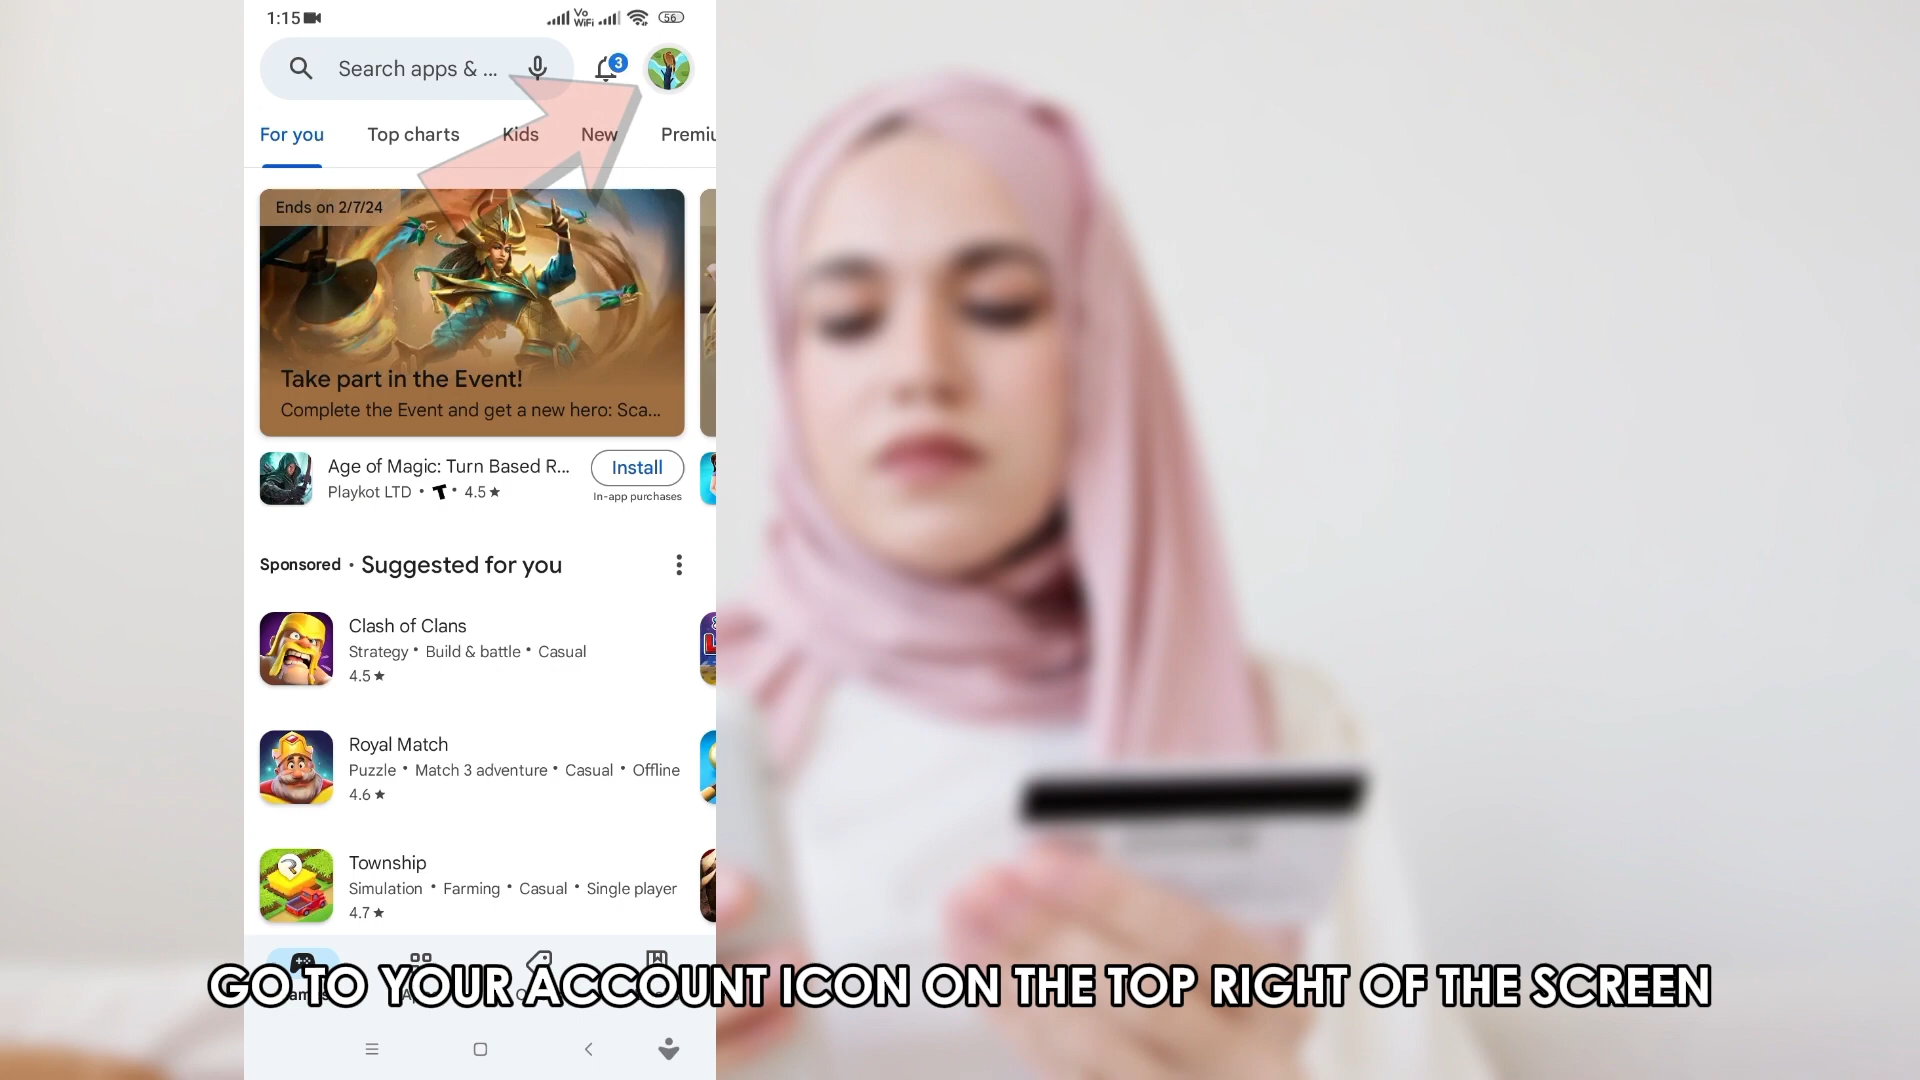 1:15
Vo
WiFi
56
Search apps & ...
3
For you
Top charts
Kids
New
Premiu
Ends on 2/7/24
Take part in the Event!
Complete the Event and get a new hero: Sca...
Age of Magic: Turn Based R...
Playkot LTD • T • 4.5★
Install
In-app purchases
Sponsored • Suggested for you
Clash of Clans
Strategy • Build & battle • Casual
4.5★
Royal Match
Puzzle • Match 3 adventure • Casual • Offline
4.6★
Township
Simulation • Farming • Casual • Single player
4.7★
GO TO YOUR ACCOUNT ICON ON THE TOP RIGHT OF THE SCREEN